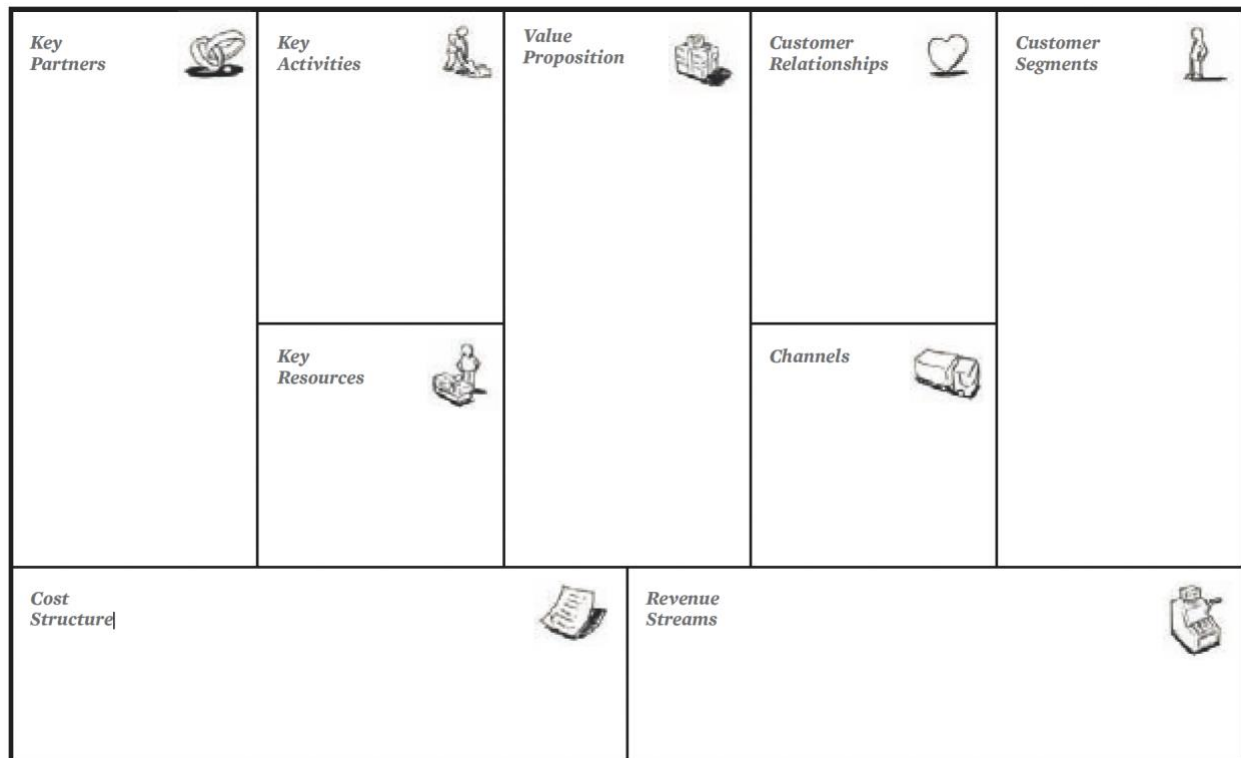 Key
Partners
Key
Activities
Value
Proposition
Customer
Relationships
Customer
Segments
Key
Resources
Channels
Cost
Structure
Revenue
Streams